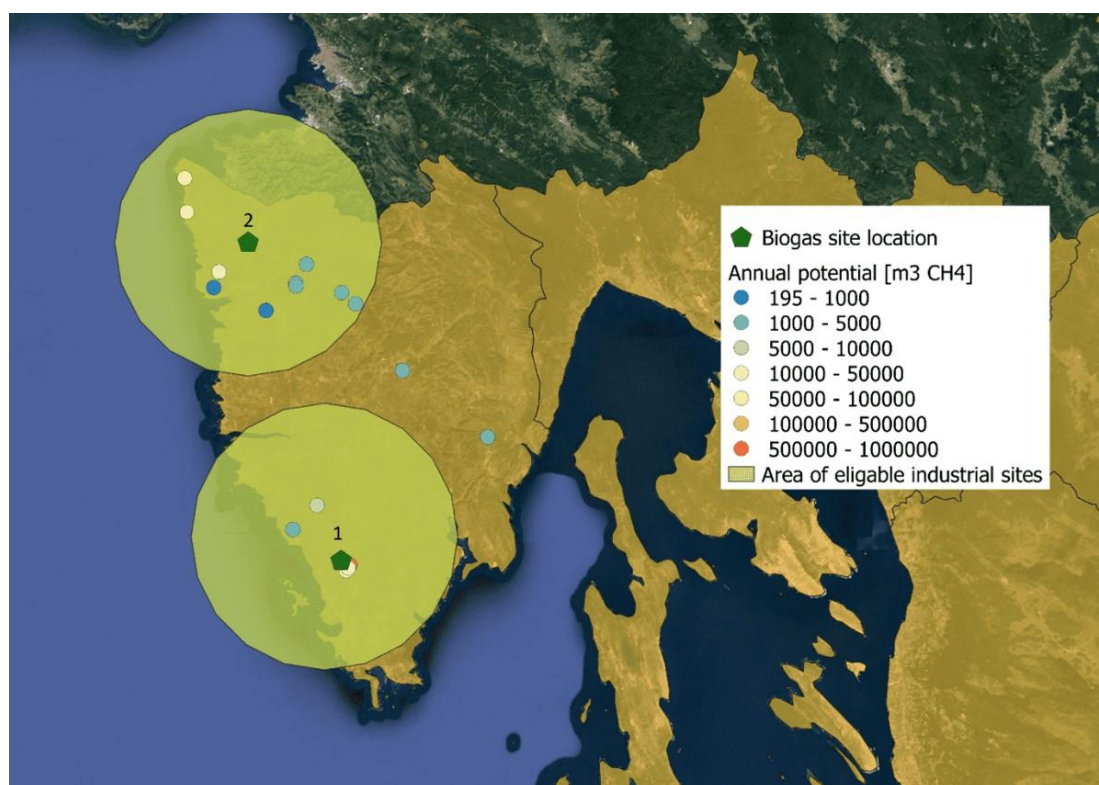 2
1
Biogas site location
Annual potential [m3 CH4]
195 - 1000
1000 - 5000
5000 - 10000
10000 - 50000
50000 - 100000
100000 - 500000
500000 - 1000000
Area of eligable industrial sites